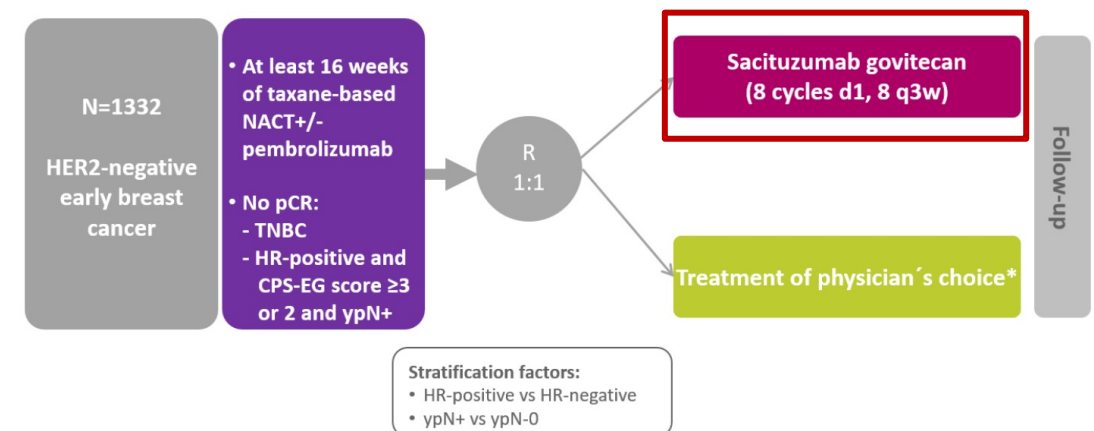 N=1332
HER2-negative
early breast
cancer
• At least 16 weeks
of taxane-based
NACT+/-
pembrolizumab
• No pCR:
- TNBC
- HR-positive and
CPS-EG score ≥3
or 2 and ypN+
R
1:1
Sacituzumab govitecan
(8 cycles d1, 8 q3w)
Treatment of physician´s choice*
Follow-up
Stratification factors:
• HR-positive vs HR-negative
• ypN+ vs ypN-0